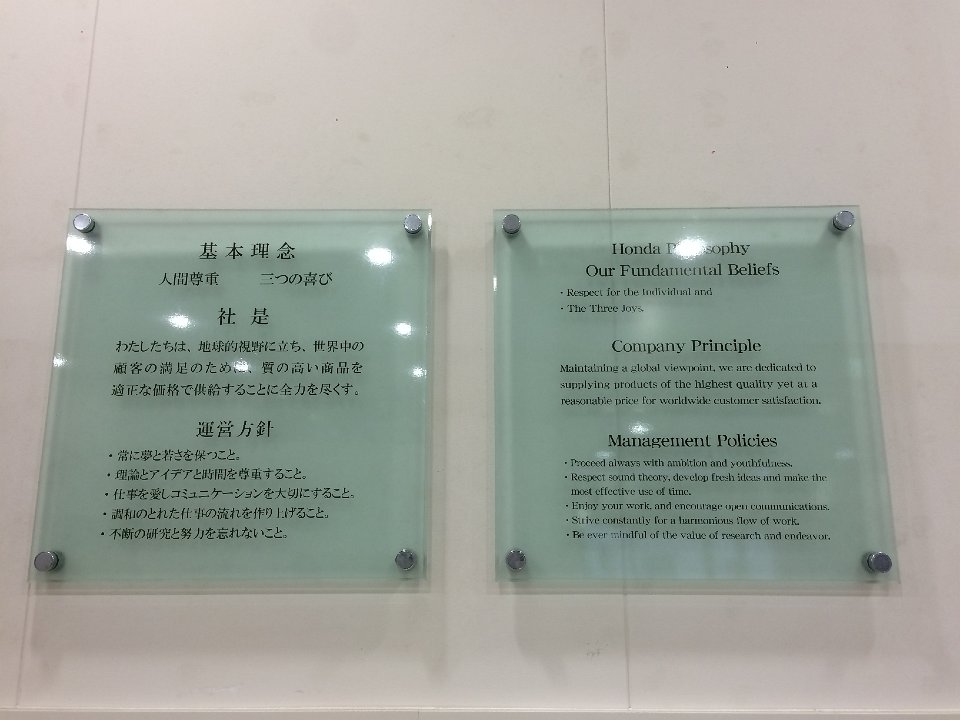 基本理念
人間尊重 三つの喜び
社是
わたしたちは、地球的視野に立ち、世界中の
顧客の満足のために、質の高い商品を
適正な価格で供給することに全力を尽くす。
運営方針
・常に夢と若さを保つこと。
・理論とアイデアと時間を尊重すること。
・仕事を愛しコミュニケーションを大切にすること。
・調和のとれた仕事の流れを作り上げること。
・不断の研究と努力を忘れないこと。
Honda Philosophy
Our Fundamental Beliefs
・Respect for the Individual and
・The Three Joys.
Company Principle
Maintaining a global viewpoint, we are dedicated to
supplying products of the highest quality yet at a
reasonable price for worldwide customer satisfaction.
Management Policies
・Proceed always with ambition and youthfulness.
・Respect sound theory, develop fresh ideas and make the
most effective use of time.
・Enjoy your work, and encourage open communications.
・Strive constantly for a harmonious flow of work.
・Be ever mindful of the value of research and endeavor.